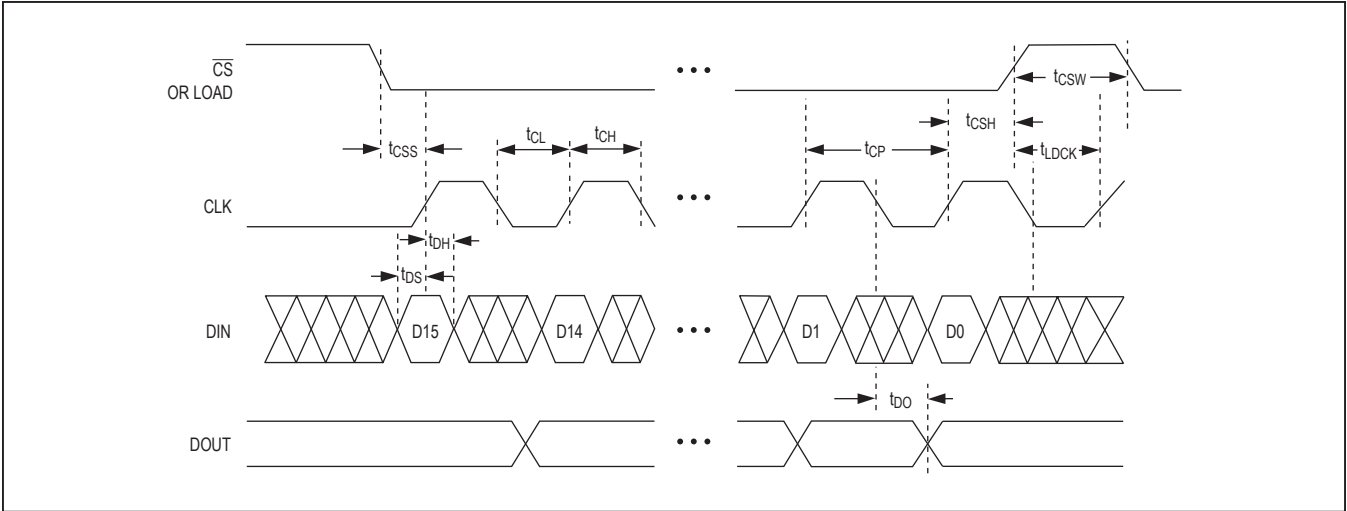 CS
OR LOAD
tCSW
tCSH
tCL
tCH
tCSS
tCP
tLDCK
CLK
tDH
tDS
DIN
D15
D14
D1
D0
tDO
DOUT